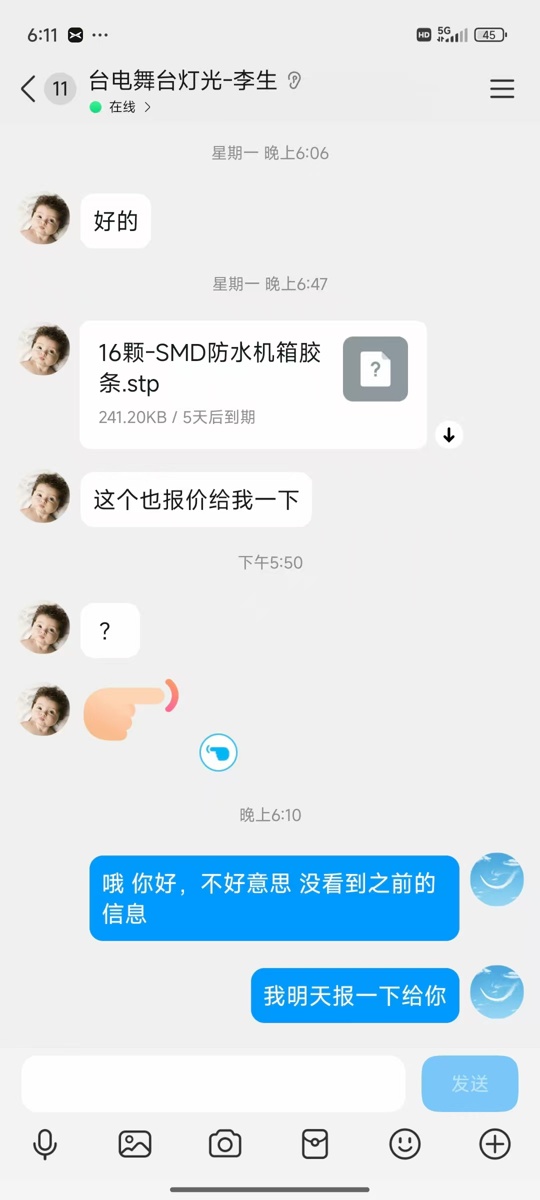 6:11
HD 5G 45
11 台电舞台灯光-李生
在线
星期一 晚上6:06
好的
星期一 晚上6:47
16颗-SMD防水机箱胶
条.stp
?
241.20KB / 5天后到期
这个也报价给我一下
下午5:50
？
晚上6:10
哦 你好，不好意思 没看到之前的
信息
我明天报一下给你
发送